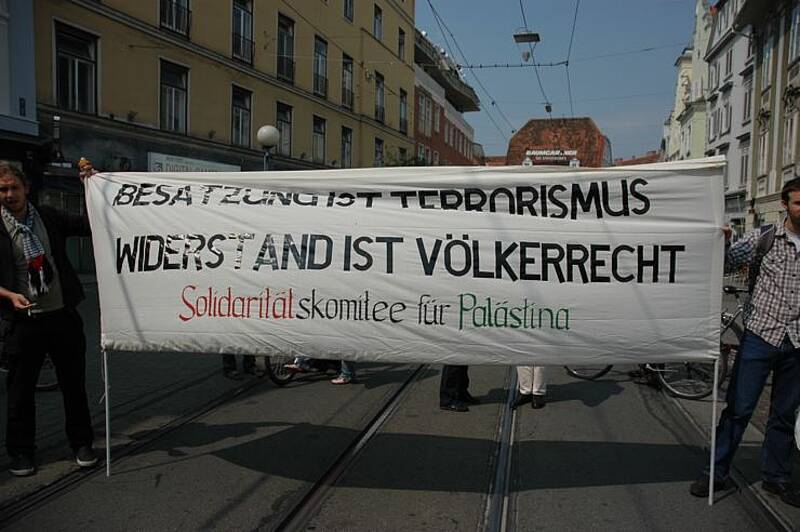 BESATZUNG IST TERRORISMUS
WIDERSTAND IST VÖLKERRECHT
Solidaritätskomitee für Palästina